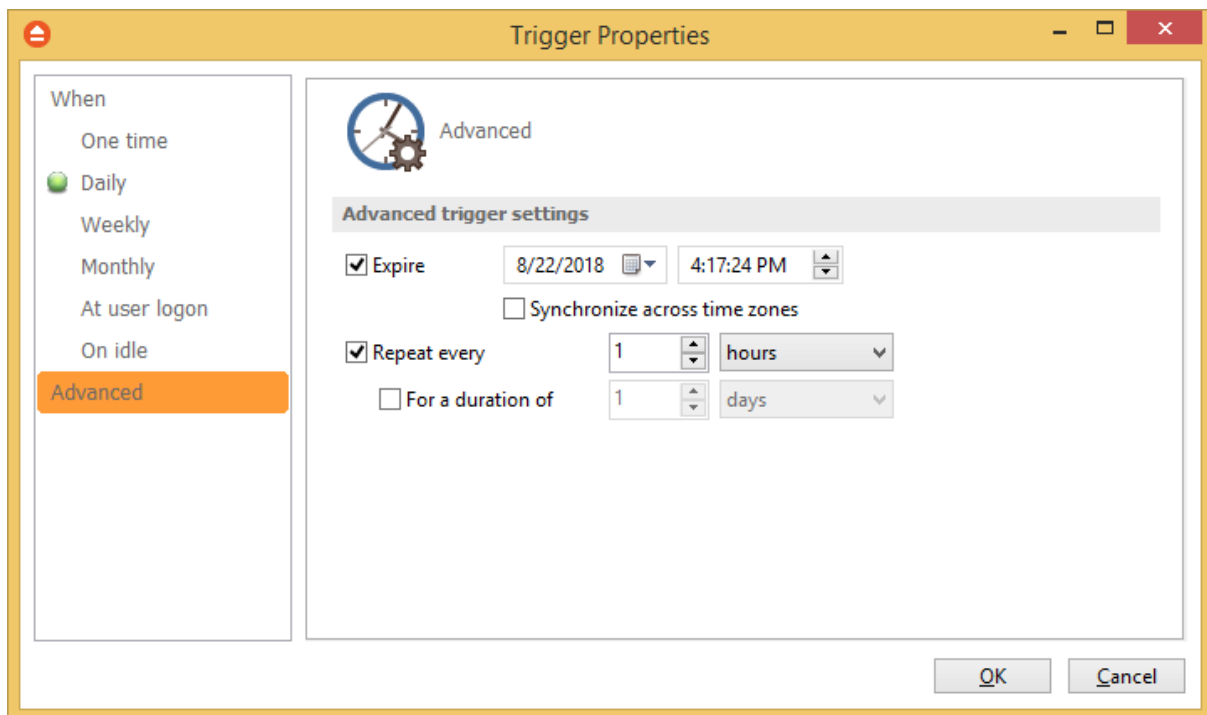 Trigger Properties
When
One time
Daily
Weekly
Monthly
At user logon
On idle
Advanced
Advanced
Advanced trigger settings
Expire 8/22/2018 4:17:24 PM
Synchronize across time zones
Repeat every 1 hours
For a duration of 1 days
OK Cancel